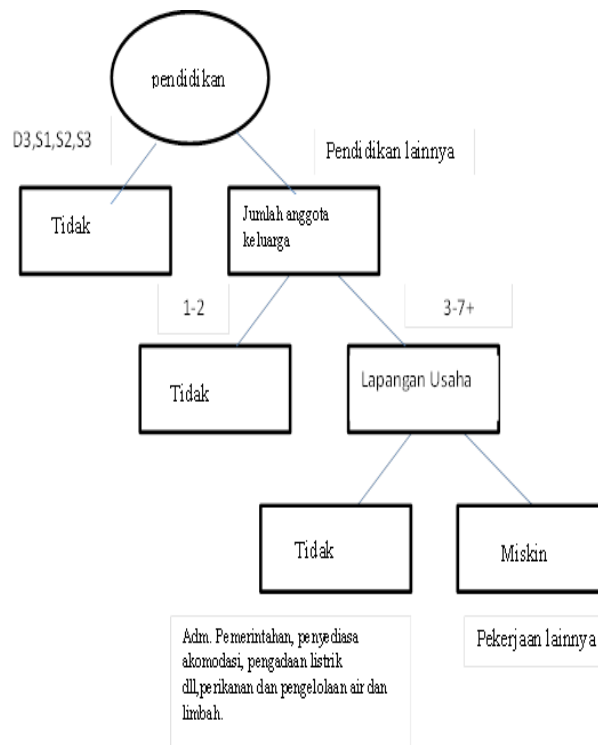 pendidikan
D3,S1,S2,S3
Pendidikan lainnya
Tidak
Jumlah anggota
keluarga
1-2
3-7+
Tidak
Lapangan Usaha
Tidak
Miskin
Adm. Pemerintahan, penyediasa
akomodasi, pengadaan listrik
dll,perikanan dan pengelolaan air dan
limbah.
Pekerjaan lainnya